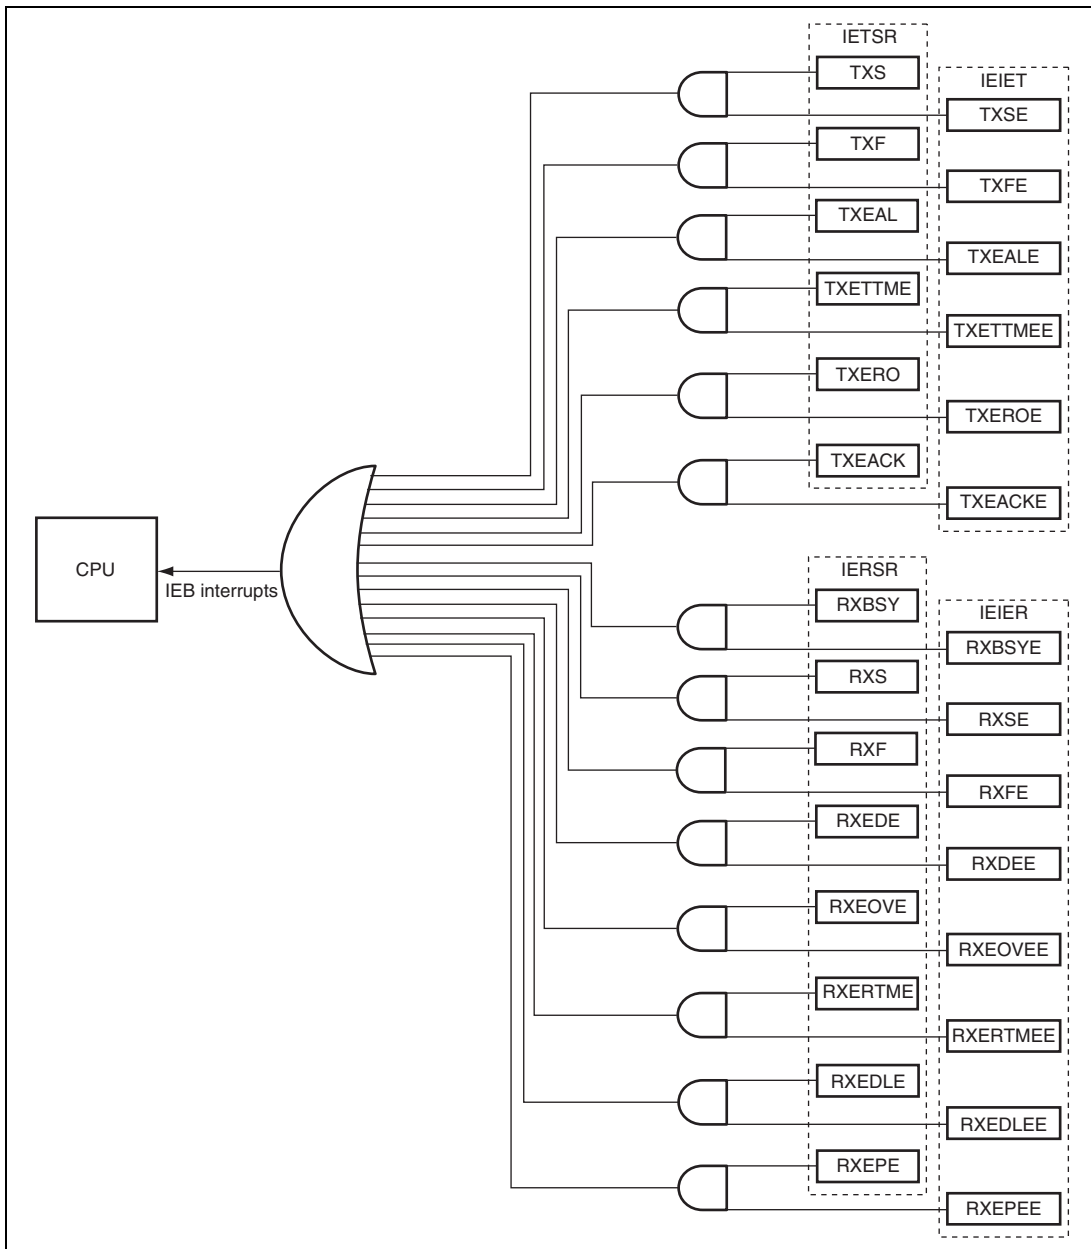 IETSR
TXS
IEIET
TXSE
TXF
TXFE
TXEAL
TXEALE
TXETTME
TXETTMEE
TXERO
TXEROE
TXEACK
TXEACKE
CPU
IEB interrupts
IERSR
RXBSY
IEIER
RXBSYE
RXS
RXSE
RXF
RXFE
RXEDE
RXDEE
RXEOVE
RXEOVEE
RXERTME
RXERTMEE
RXEDLE
RXEDLEE
RXEPE
RXEPEE